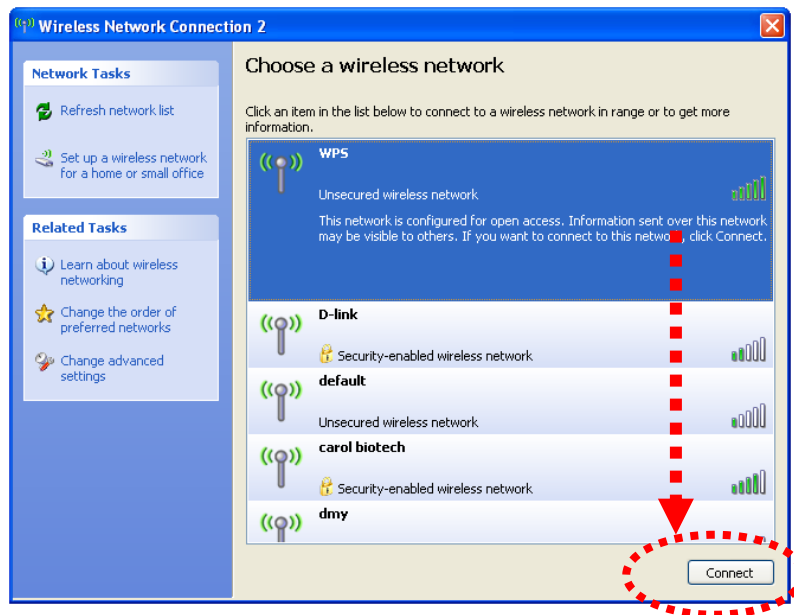 Wireless Network Connection 2
Network Tasks
Refresh network list
Set up a wireless network
for a home or small office
Related Tasks
Learn about wireless
networking
Change the order of
preferred networks
Change advanced
settings
Choose a wireless network
Click an item in the list below to connect to a wireless network in range or to get more
information.
WPS
Unsecured wireless network
This network is configured for open access. Information sent over this network
may be visible to others. If you want to connect to this network, click Connect.
D-link
Security-enabled wireless network
default
Unsecured wireless network
carol biotech
Security-enabled wireless network
dmy
Connect